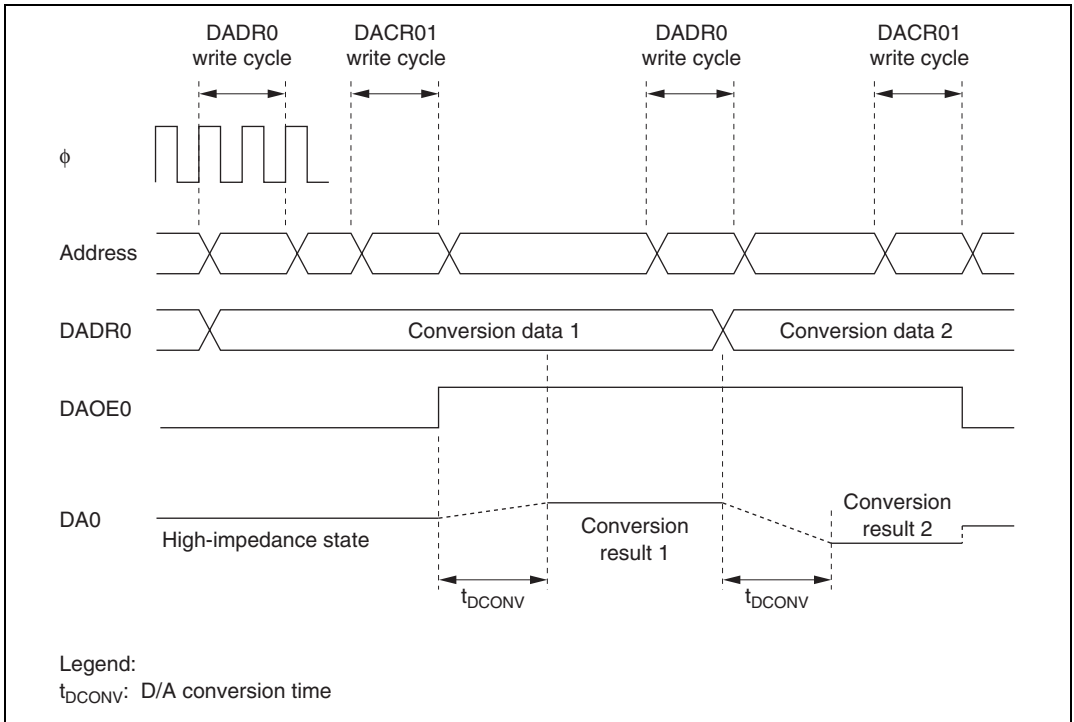 DADR0
write cycle
DACR01
write cycle
DADR0
write cycle
DACR01
write cycle
ϕ
Address
DADR0
Conversion data 1
Conversion data 2
DAOE0
DA0
High-impedance state
Conversion
result 1
Conversion
result 2
tDCONV
tDCONV
Legend:
tDCONV: D/A conversion time